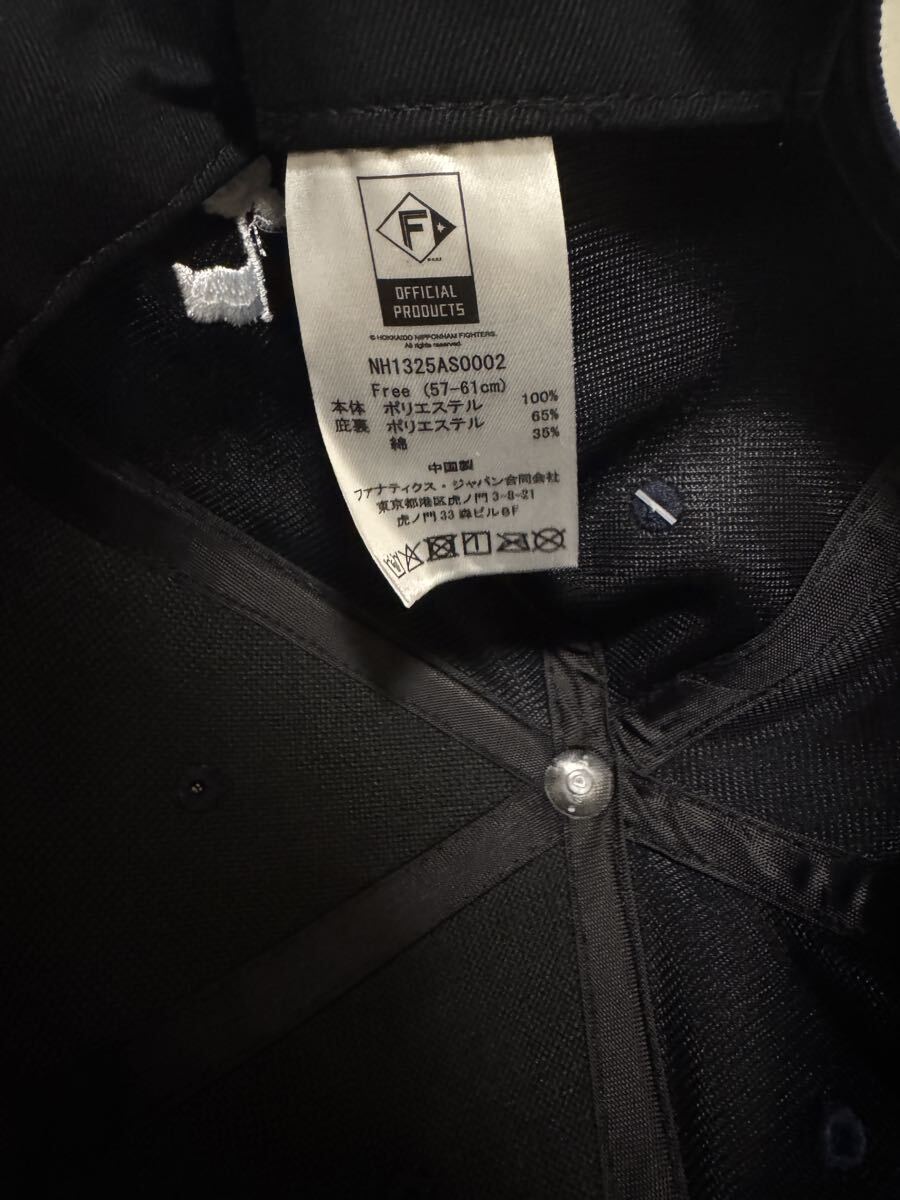 F
OFFICIAL
PRODUCTS
© HOKKAIDO NIPPONHAM FIGHTERS.
All rights reserved.
NH1325AS0002
Free (57-61cm)
本体 ポリエステル 100%
庇裏 ポリエステル 65%
綿 35%
中国製
ファナティクス・ジャパン合同会社
東京都港区虎ノ門 3-8-21
虎ノ門 33 森ビル 8F